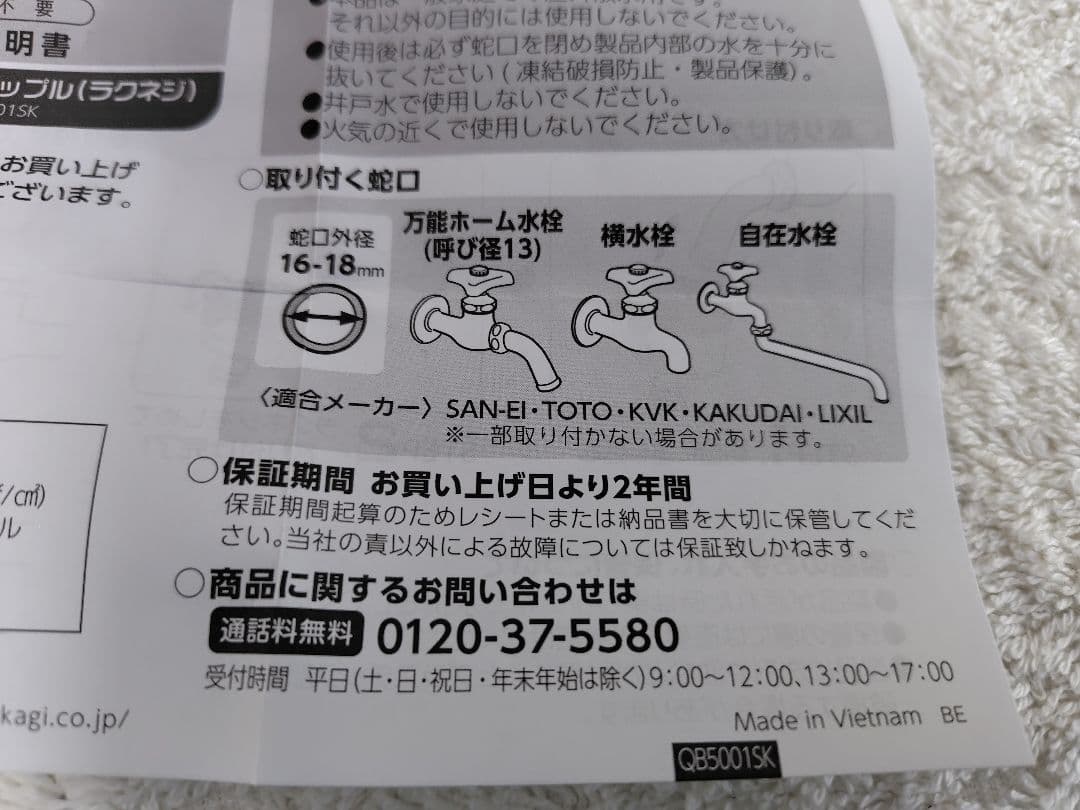 不要
明書
ップル(ラクネジ)
01SK
お買い上げ
ございます。
それ以外の目的には使用しないでください。
●使用後は必ず蛇口を閉め製品内部の水を十分に
抜いてください(凍結破損防止・製品保護)。
●井戸水で使用しないでください。
●火気の近くで使用しないでください。
○取り付く蛇口
蛇口外径
16-18mm
万能ホーム水栓
(呼び径13)
横水栓
自在水栓
〈適合メーカー〉SAN-EI・TOTO・KVK・KAKUDAI・LIXIL
※一部取り付かない場合があります。
○保証期間 お買い上げ日より2年間
保証期間起算のためレシートまたは納品書を大切に保管してくだ
さい。当社の責以外による故障については保証致しかねます。
○商品に関するお問い合わせは
通話料無料 0120-37-5580
受付時間 平日(土・日・祝日・年末年始は除く)9:00〜12:00、13:00〜17:00
/c㎡)
ル
kagi.co.jp/
Made in Vietnam BE
QB5001SK